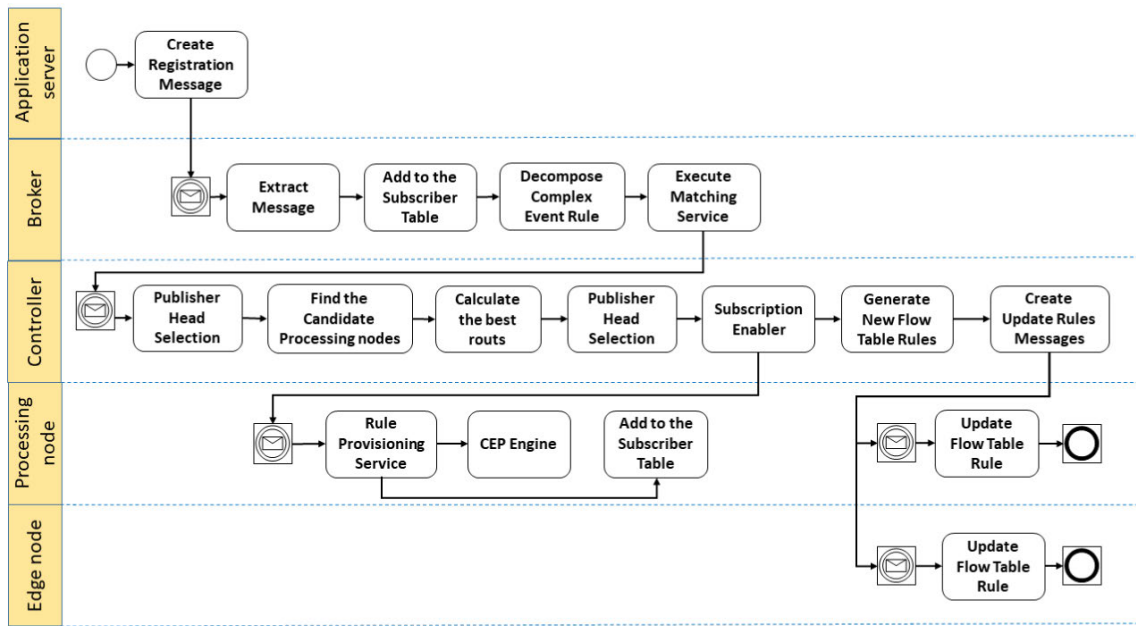 Application
server
Create
Registration
Message
Broker
Extract
Message
Add to the
Subscriber
Table
Decompose
Complex
Event Rule
Execute
Matching
Service
Controller
Publisher
Head
Selection
Find the
Candidate
Processing nodes
Calculate
the best
routs
Publisher
Head
Selection
Subscription
Enabler
Generate
New Flow
Table Rules
Create
Update Rules
Messages
Processing
node
Rule
Provisioning
Service
CEP Engine
Add to the
Subscriber
Table
Update
Flow Table
Rule
Edge node
Update
Flow Table
Rule